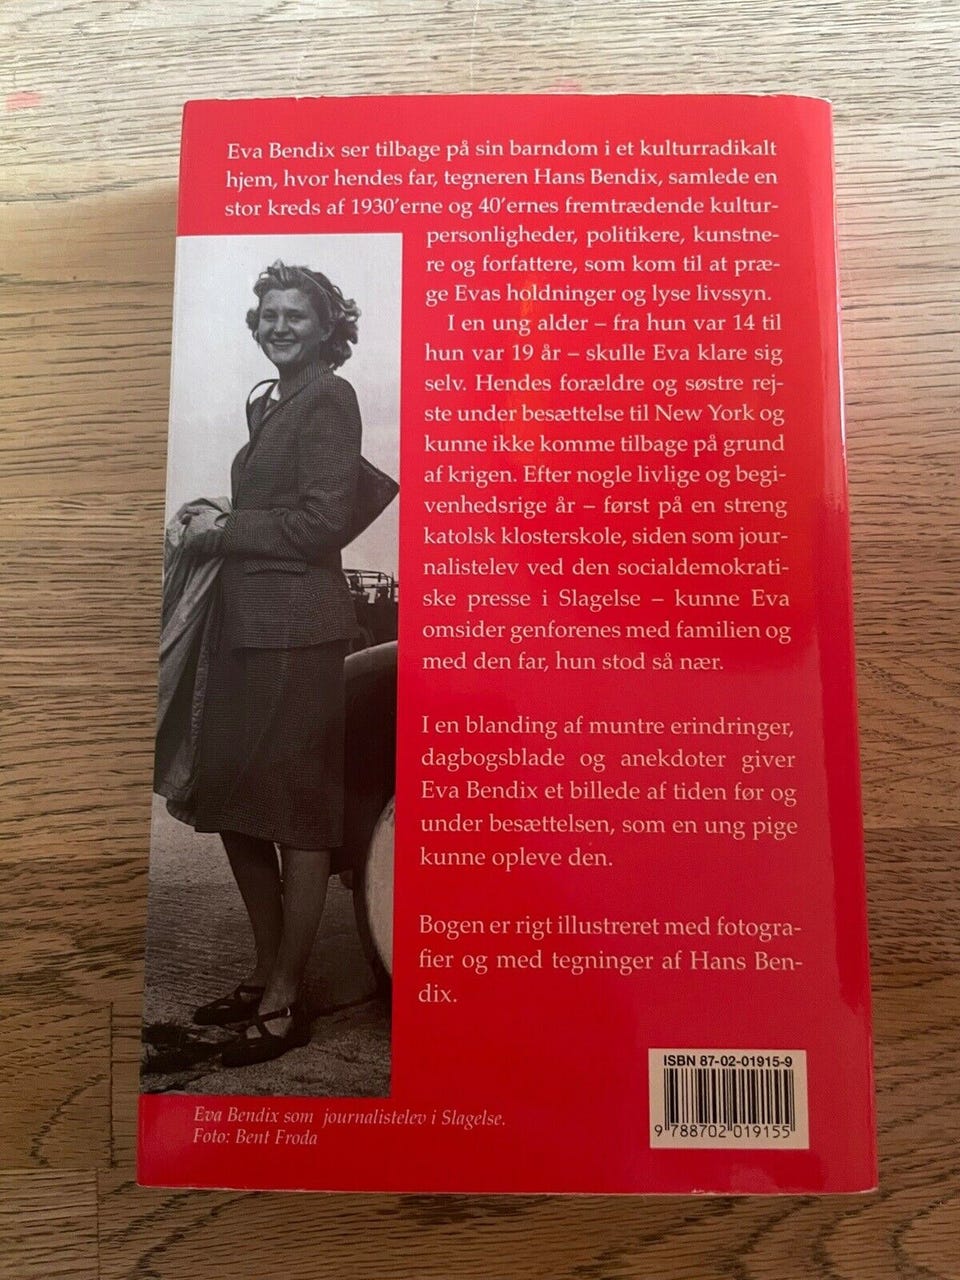 Eva Bendix ser tilbage på sin barndom i et kulturradikalt
hjem, hvor hendes far, tegneren Hans Bendix, samlede en
stor kreds af 1930’erne og 40’ernes fremtrædende kultur-
personligheder, politikere, kunstne-
re og forfattere, som kom til at præ-
ge Evas holdninger og lyse livssyn.
I en ung alder – fra hun var 14 til
hun var 19 år – skulle Eva klare sig
selv. Hendes forældre og søstre rej-
ste under besættelse til New York og
kunne ikke komme tilbage på grund
af krigen. Efter nogle livlige og begi-
venhedsrige år – først på en streng
katolsk klosterskole, siden som jour-
nalistelev ved den socialdemokrati-
ske presse i Slagelse – kunne Eva
omsider genforenes med familien og
med den far, hun stod så nær.
I en blanding af muntre erindringer,
dagbogsblade og anekdoter giver
Eva Bendix et billede af tiden før og
under besættelsen, som en ung pige
kunne opleve den.
Bogen er rigt illustreret med fotogra-
fier og med tegninger af Hans Ben-
dix.
ISBN 87-02-01915-9
9 788702 019155
Eva Bendix som journalistelev i Slagelse.
Foto: Bent Froda